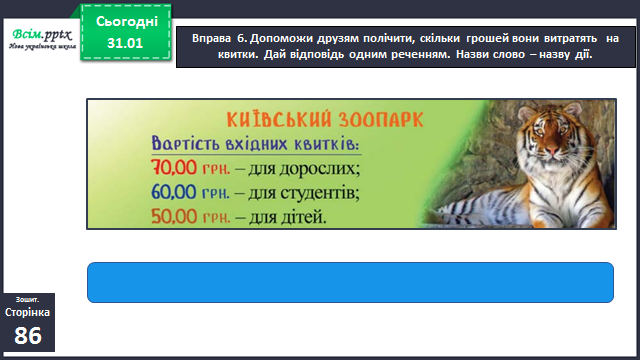 Всім.pptx
Нова українська школа
Сьогодні
31.01
Вправа 6. Допоможи друзям полічити, скільки грошей вони витратять на
квитки. Дай відповідь одним реченням. Назви слово – назву дії.
КИЇВСЬКИЙ ЗООПАРК
Вартість вхідних квитків:
70,00 грн. – для дорослих;
60,00 грн. – для студентів;
50,00 грн. – для дітей.
Зошит.
Сторінка
86